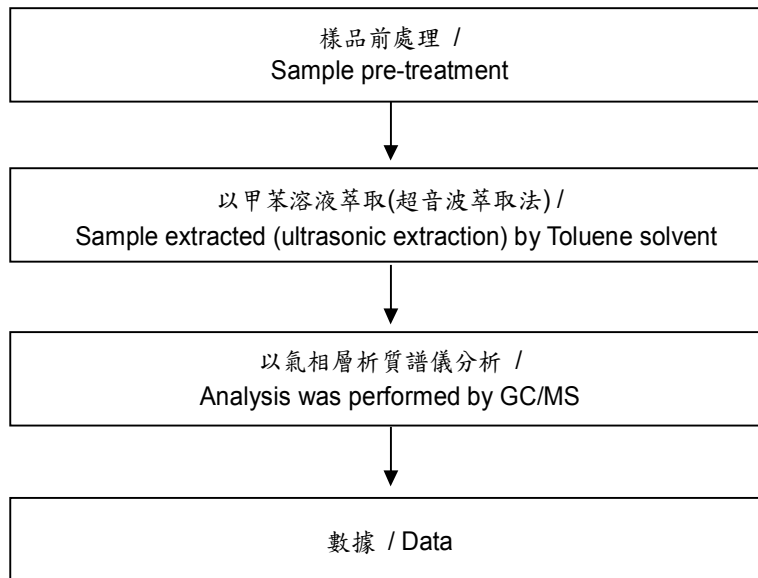 樣品前處理 /
Sample pre-treatment
以甲苯溶液萃取(超音波萃取法) /
Sample extracted (ultrasonic extraction) by Toluene solvent
以氣相層析質譜儀分析 /
Analysis was performed by GC/MS
數據 / Data